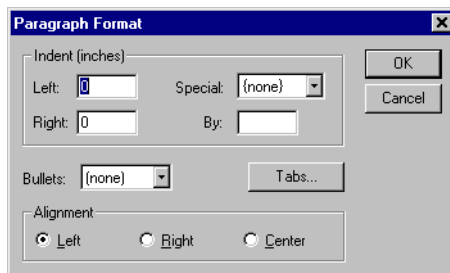 Paragraph Format
Indent (inches)
Left: 0 Special: {none}
Right: 0 By:
OK
Cancel
Bullets: (none) Tabs...
Alignment
Left Right Center